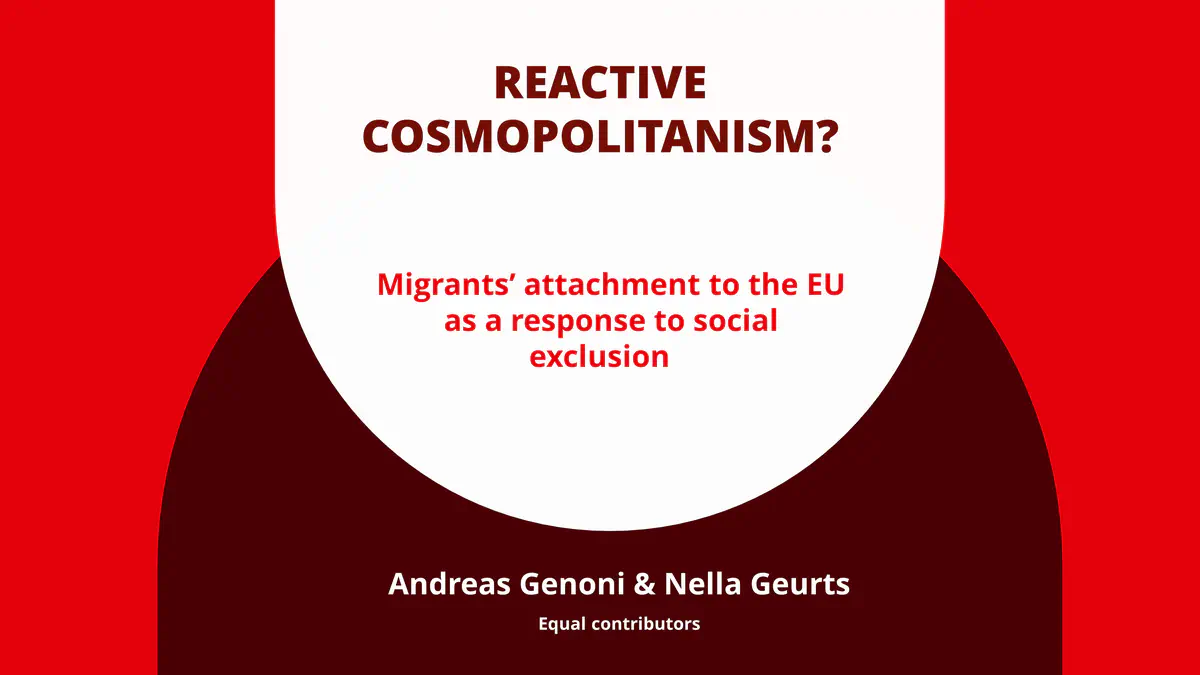 REACTIVE
COSMOPOLITANISM?
Migrants’ attachment to the EU
as a response to social
exclusion
Andreas Genoni & Nella Geurts
Equal contributors